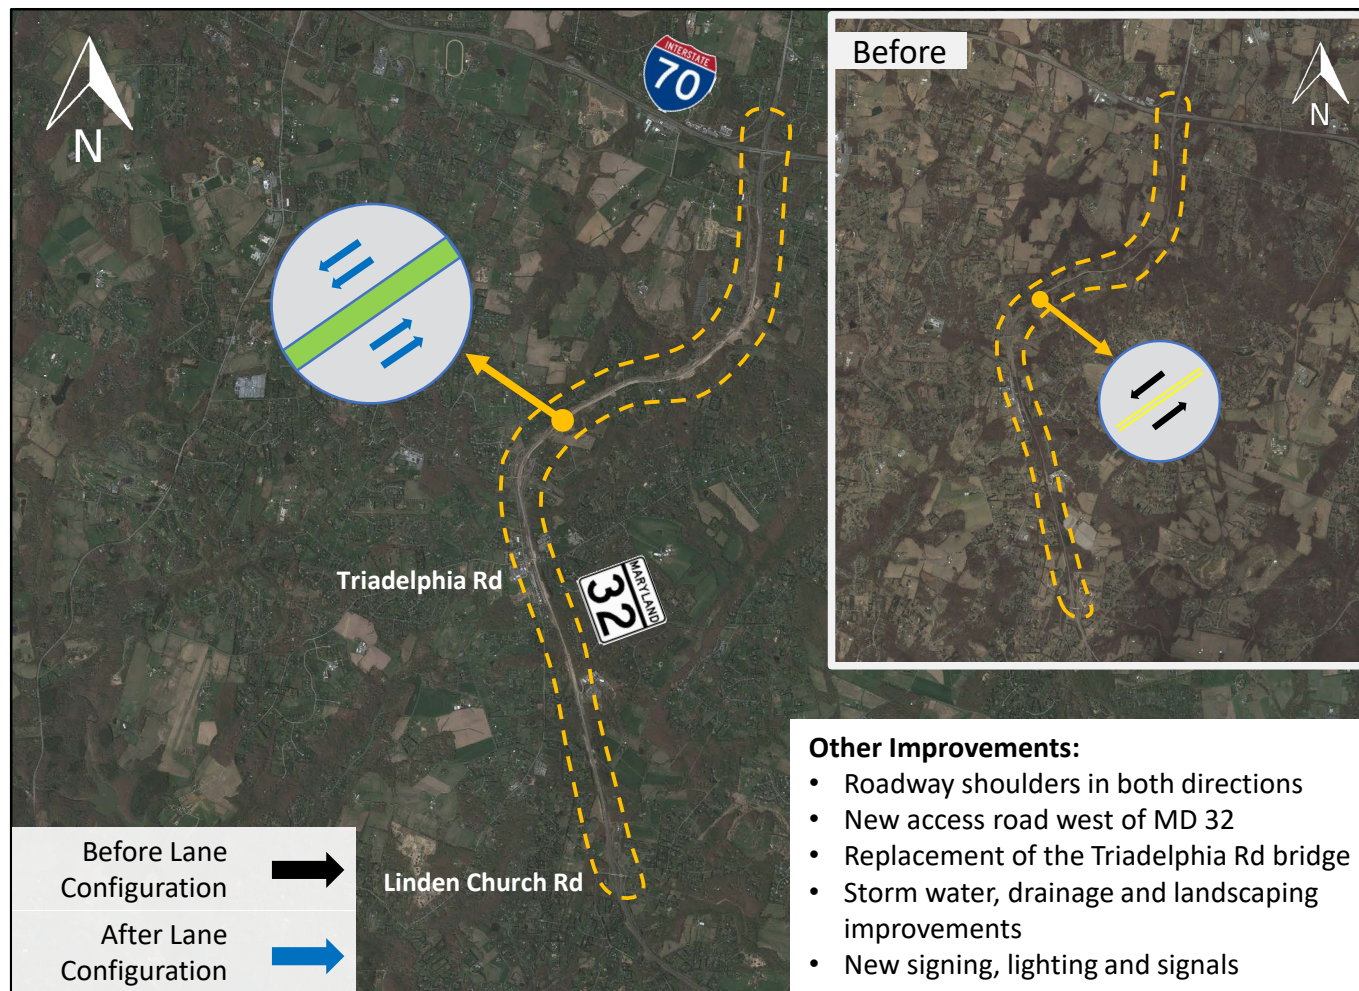 N
INTERSTATE
70
Before
N
Triadelphia Rd
MARYLAND
32
Linden Church Rd
Before Lane
Configuration
After Lane
Configuration
Other Improvements:
• Roadway shoulders in both directions
• New access road west of MD 32
• Replacement of the Triadelphia Rd bridge
• Storm water, drainage and landscaping
improvements
• New signing, lighting and signals